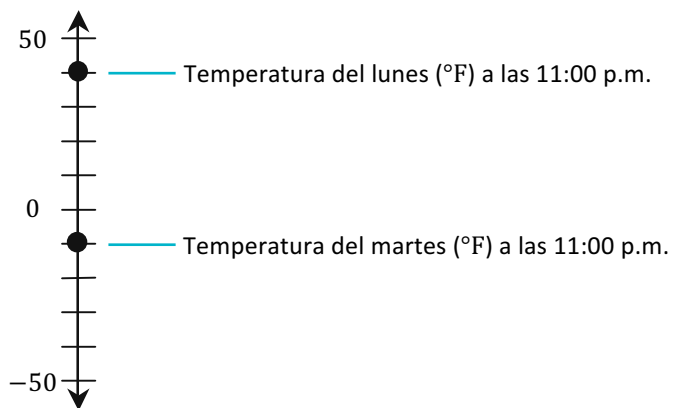 50
Temperatura del lunes (°F) a las 11:00 p.m.
0
Temperatura del martes (°F) a las 11:00 p.m.
−50